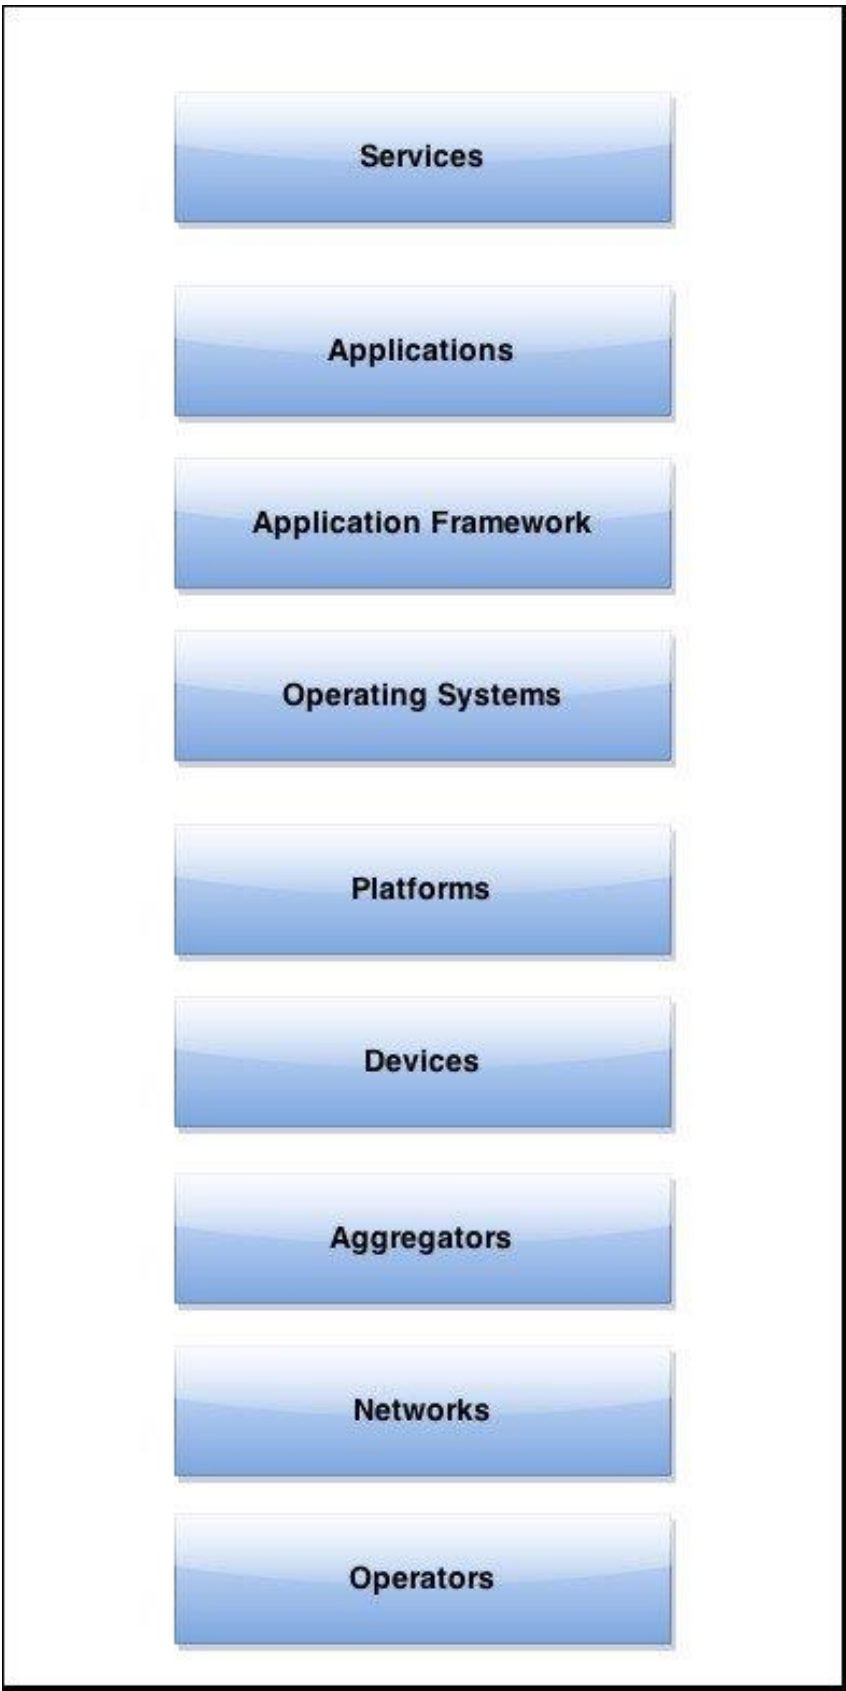 Services
Applications
Application Framework
Operating Systems
Platforms
Devices
Aggregators
Networks
Operators